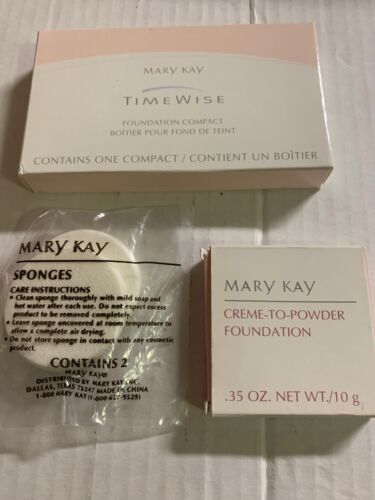 MARY KAY
TIMEWISE
FOUNDATION COMPACT
BOÎTIER POUR FOND DE TEINT
CONTAINS ONE COMPACT / CONTIENT UN BOÎTIER
MARY KAY
SPONGES
CARE INSTRUCTIONS
• Clean sponge thoroughly with mild soap and
hot water after each use. Do not expect excess
product to be removed completely.
• Leave sponge uncovered at room temperature to
allow a complete air drying.
• Do not store sponge in contact with any cosmetic
product.
CONTAINS 2
MARY KAY®
DISTRIBUTED BY MARY KAY INC.
DALLAS, TEXAS 75247 MADE IN CHINA
1-800 MARY KAY (1-800-627-9529)
MARY KAY
CREME-TO-POWDER
FOUNDATION
.35 OZ. NET WT./10 g